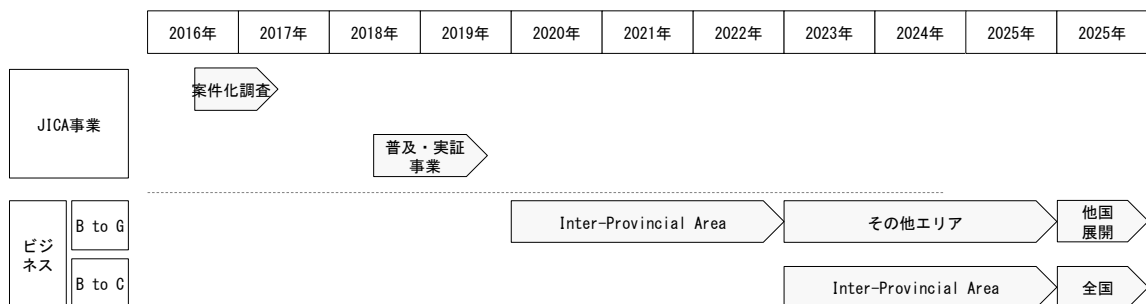 2016年 2017年 2018年 2019年 2020年 2021年 2022年 2023年 2024年 2025年 2025年
JICA事業
案件化調査
普及・実証
事業
ビジ
ネス
B to G
Inter-Provincial Area
その他エリア
他国
展開
B to C
Inter-Provincial Area
全国